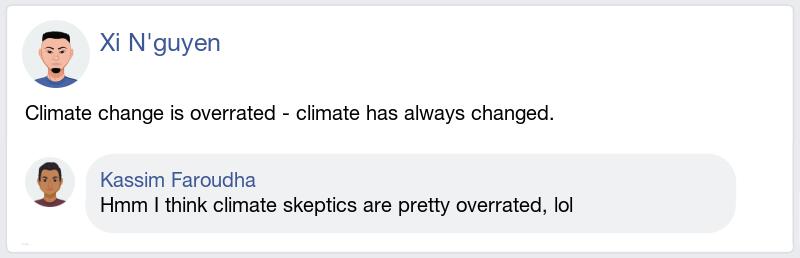 Xi N'guyen
Climate change is overrated - climate has always changed.
Kassim Faroudha
Hmm I think climate skeptics are pretty overrated, lol